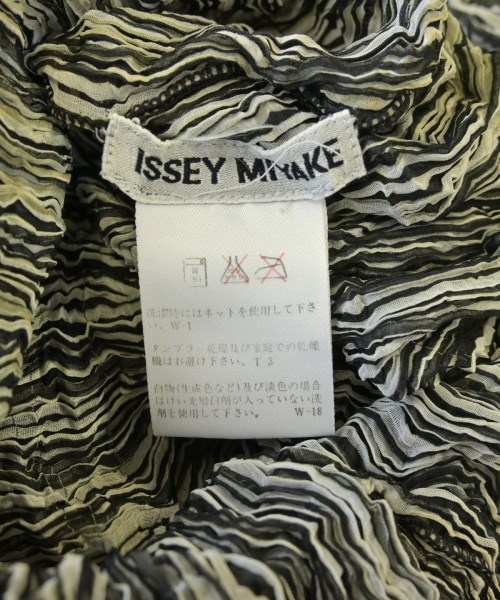 ISSEY MIYAKE
洗濯時にはネットを使用して下さ
い。W-1
タンブラー乾燥及び家庭での乾燥
機はお避け下さい。T-3
白物(生成色など)及び淡色の場合
はけい光増白剤が入っていない洗
剤を使用して下さい。 W-18